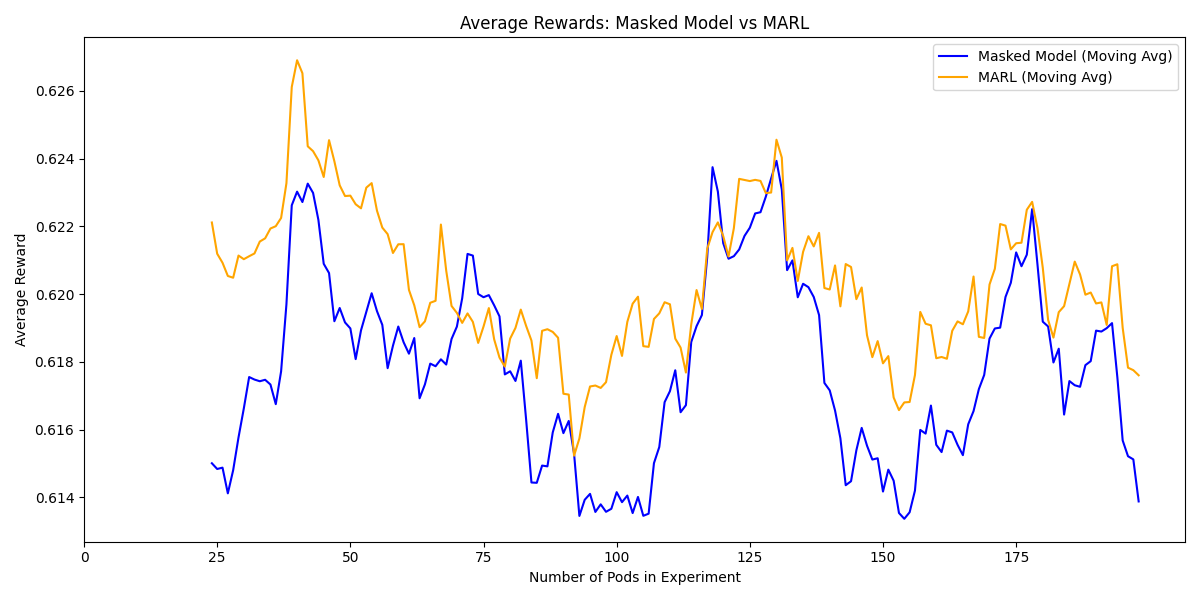 Average Rewards: Masked Model vs MARL
Masked Model (Moving Avg)
MARL (Moving Avg)
Average Reward
0.626
0.624
0.622
0.620
0.618
0.616
0.614
0 25 50 75 100 125 150 175
Number of Pods in Experiment